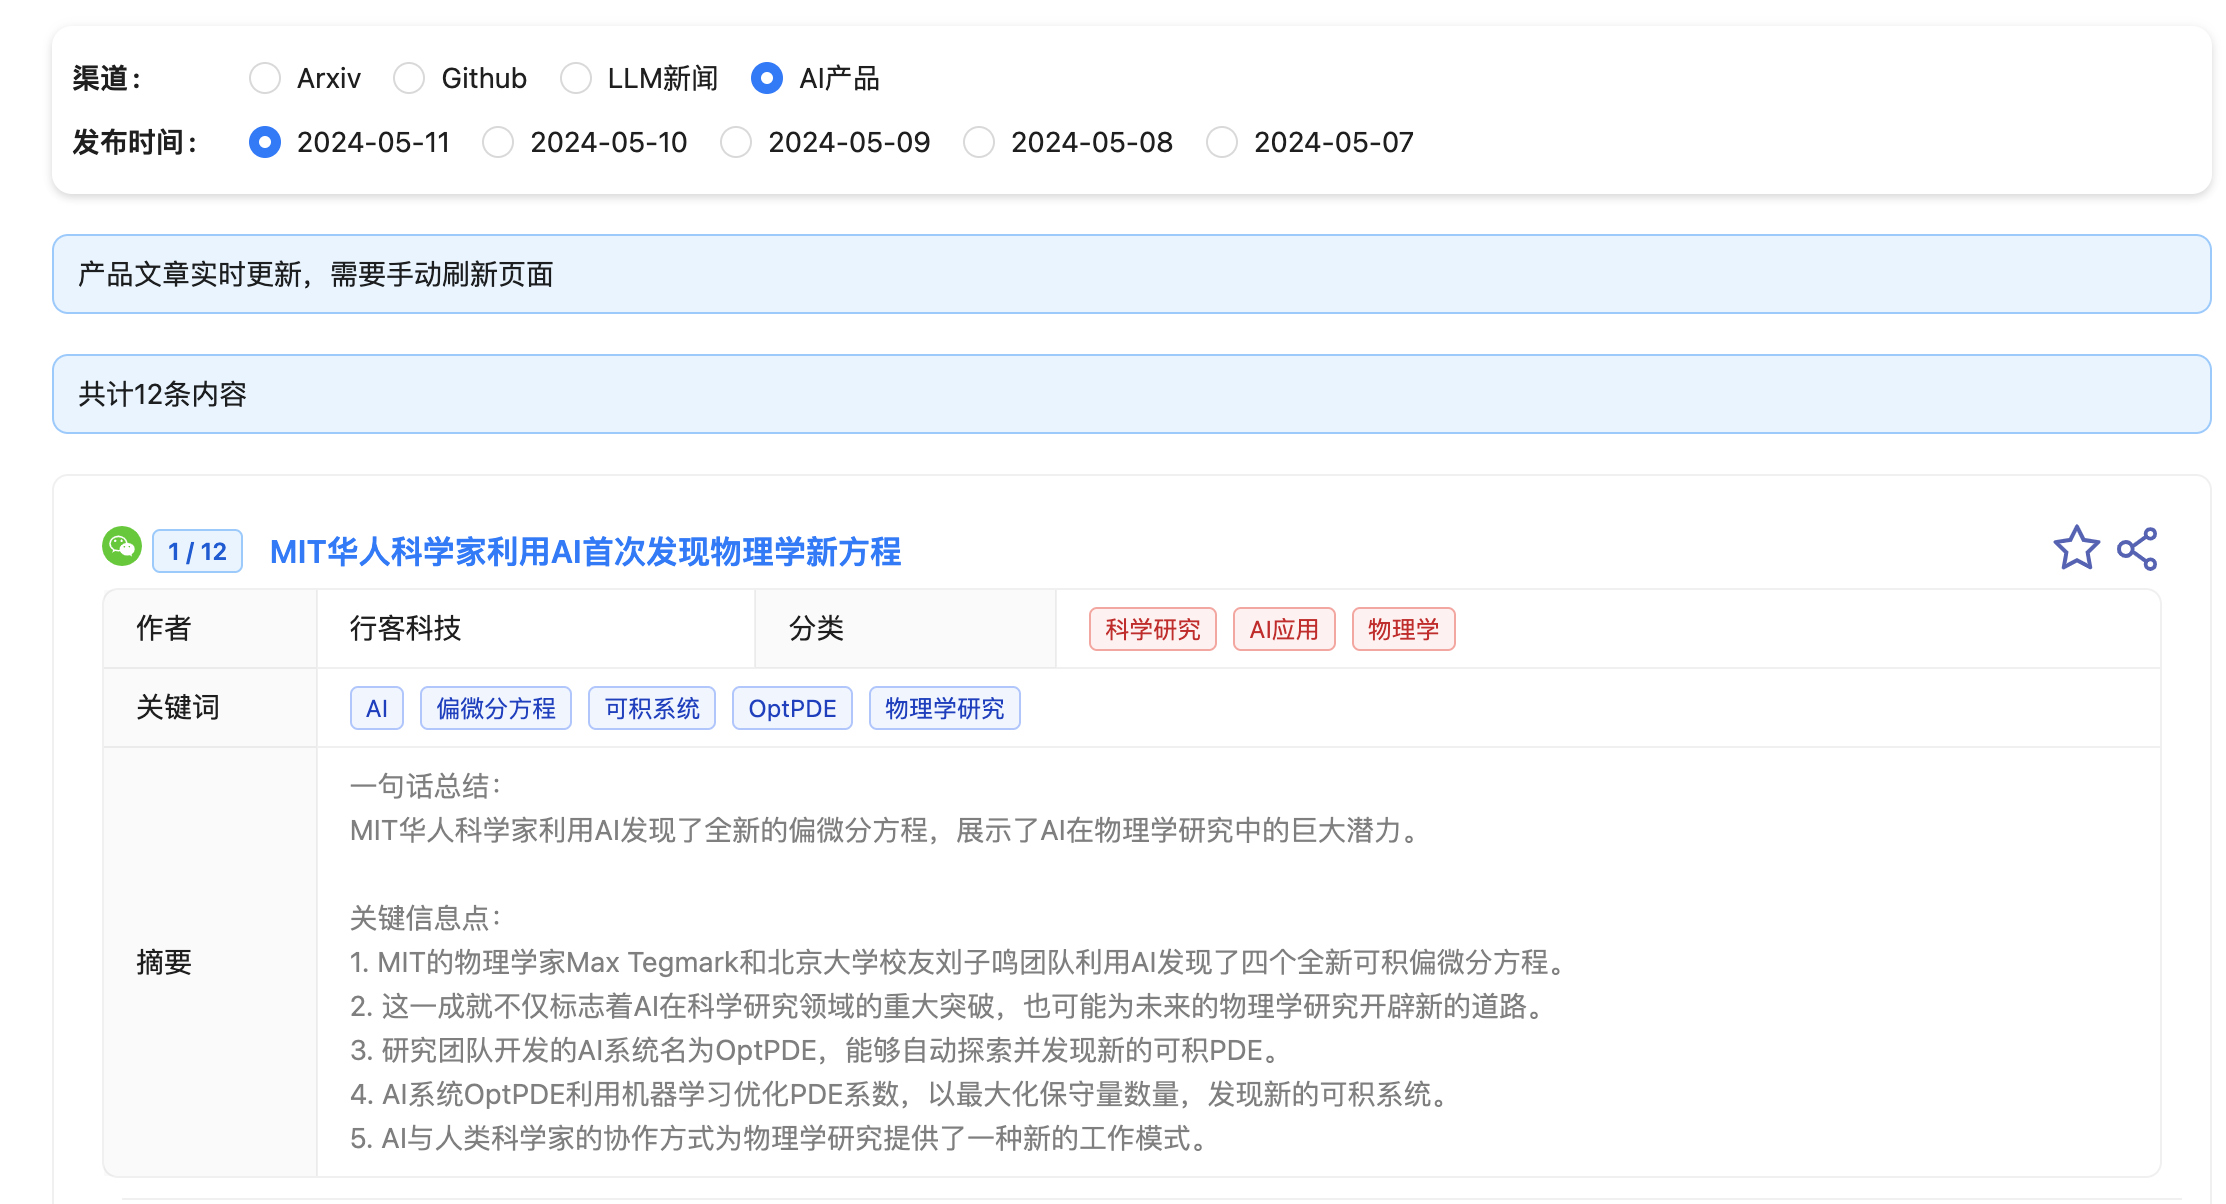 渠道： Arxiv Github LLM新闻 AI产品
发布时间： 2024-05-11 2024-05-10 2024-05-09 2024-05-08 2024-05-07
产品文章实时更新，需要手动刷新页面
共计12条内容
1 / 12 MIT华人科学家利用AI首次发现物理学新方程
作者 行客科技 分类 科学研究 AI应用 物理学
关键词 AI 偏微分方程 可积系统 OptPDE 物理学研究
摘要
一句话总结：
MIT华人科学家利用AI发现了全新的偏微分方程，展示了AI在物理学研究中的巨大潜力。
关键信息点：
1. MIT的物理学家Max Tegmark和北京大学校友刘子鸣团队利用AI发现了四个全新可积偏微分方程。
2. 这一成就不仅标志着AI在科学研究领域的重大突破，也可能为未来的物理学研究开辟新的道路。
3. 研究团队开发的AI系统名为OptPDE，能够自动探索并发现新的可积PDE。
4. AI系统OptPDE利用机器学习优化PDE系数，以最大化保守量数量，发现新的可积系统。
5. AI与人类科学家的协作方式为物理学研究提供了一种新的工作模式。